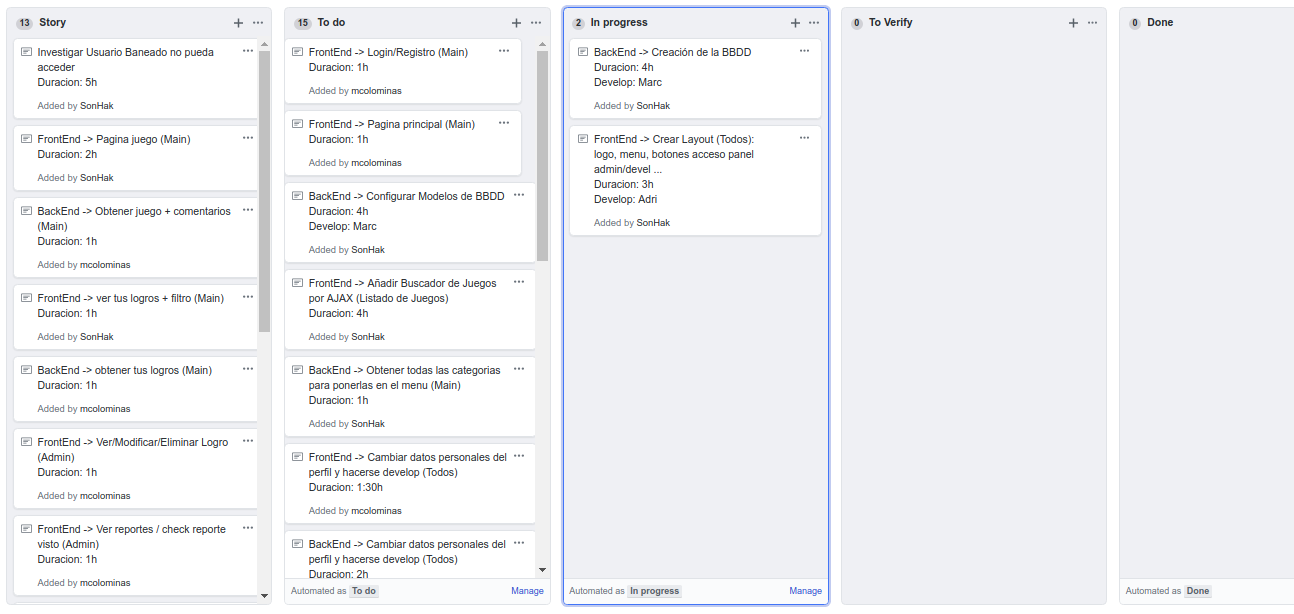 13 Story
Investigar Usuario Baneado no pueda
acceder
Duracion: 5h
Added by SonHak
FrontEnd -> Pagina juego (Main)
Duracion: 2h
Added by SonHak
BackEnd -> Obtener juego + comentarios
(Main)
Duracion: 1h
Added by mcolominas
FrontEnd -> ver tus logros + filtro (Main)
Duracion: 1h
Added by SonHak
BackEnd -> obtener tus logros (Main)
Duracion: 1h
Added by mcolominas
FrontEnd -> Ver/Modificar/Eliminar Logro
(Admin)
Duracion: 1h
Added by mcolominas
FrontEnd -> Ver reportes / check reporte
visto (Admin)
Duracion: 1h
Added by mcolominas
15 To do
FrontEnd -> Login/Registro (Main)
Duracion: 1h
Added by mcolominas
FrontEnd -> Pagina principal (Main)
Duracion: 1h
Added by mcolominas
BackEnd -> Configurar Modelos de BBDD
Duracion: 4h
Develop: Marc
Added by SonHak
FrontEnd -> Añadir Buscador de Juegos
por AJAX (Listado de Juegos)
Duracion: 4h
Added by SonHak
BackEnd -> Obtener todas las categorias
para ponerlas en el menu (Main)
Duracion: 1h
Added by SonHak
FrontEnd -> Cambiar datos personales del
perfil y hacerse develop (Todos)
Duracion: 1:30h
Added by mcolominas
BackEnd -> Cambiar datos personales del
perfil y hacerse develop (Todos)
Duracion: 2h
Automated as To do Manage
2 In progress
BackEnd -> Creación de la BBDD
Duracion: 4h
Develop: Marc
Added by SonHak
FrontEnd -> Crear Layout (Todos):
logo, menu, botones acceso panel
admin/devel ...
Duracion: 3h
Develop: Adri
Added by SonHak
Automated as In progress Manage
0 To Verify
0 Done
Automated as Done